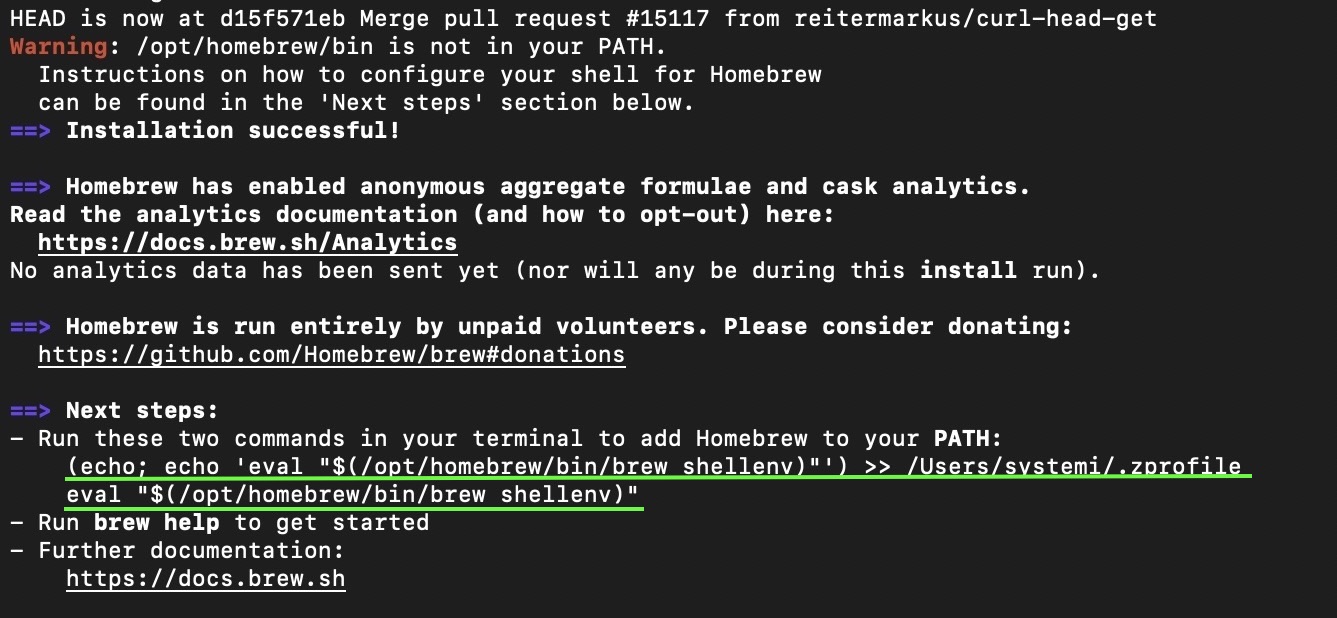 HEAD is now at d15f571eb Merge pull request #15117 from reitermarkus/curl-head-get
Warning: /opt/homebrew/bin is not in your PATH.
  Instructions on how to configure your shell for Homebrew
  can be found in the 'Next steps' section below.
==> Installation successful!

==> Homebrew has enabled anonymous aggregate formulae and cask analytics.
Read the analytics documentation (and how to opt-out) here:
  https://docs.brew.sh/Analytics
No analytics data has been sent yet (nor will any be during this install run).

==> Homebrew is run entirely by unpaid volunteers. Please consider donating:
  https://github.com/Homebrew/brew#donations

==> Next steps:
- Run these two commands in your terminal to add Homebrew to your PATH:
    (echo; echo 'eval "$(/opt/homebrew/bin/brew shellenv)"') >> /Users/systemi/.zprofile
    eval "$(/opt/homebrew/bin/brew shellenv)"
- Run brew help to get started
- Further documentation:
    https://docs.brew.sh